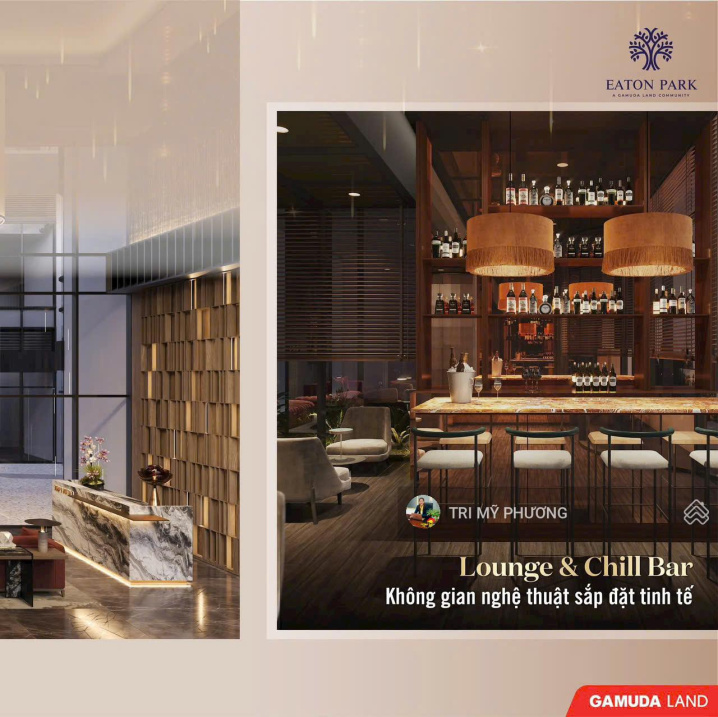 EATON PARK
A GAMUDA LAND COMMUNITY
TRI MỸ PHƯƠNG
Lounge & Chill Bar
Không gian nghệ thuật sắp đặt tinh tế
GAMUDA LAND